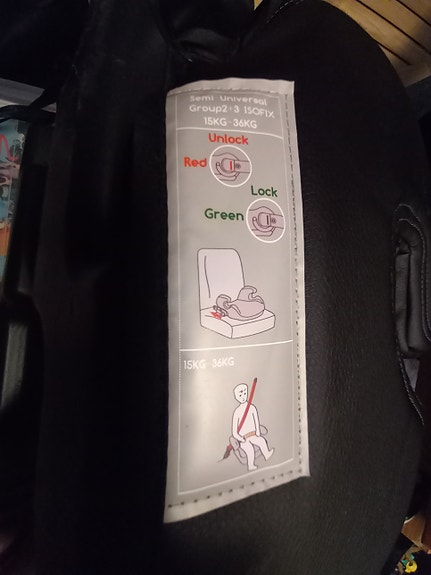 Semi Universal
Group2+3 ISOFIX
15KG-36KG
Unlock
Red
Lock
Green
15KG-36KG